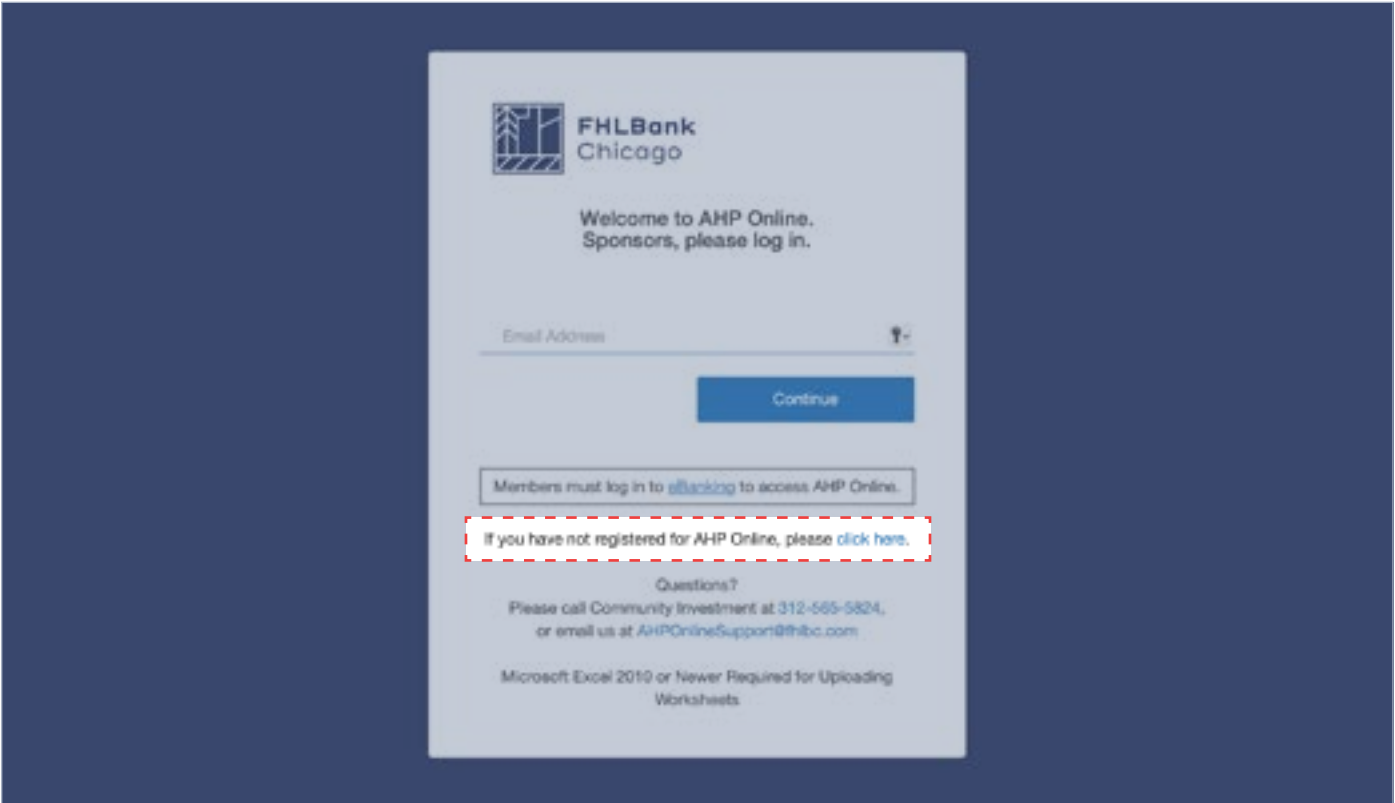 FHLBank
Chicago
Welcome to AHP Online.
Sponsors, please log in.
Email Address
Continue
Members must log in to eBanking to access AHP Online.
If you have not registered for AHP Online, please click here.
Questions?
Please call Community Investment at 312-565-5824,
or email us at AHPOnlineSupport@fhlbc.com
Microsoft Excel 2010 or Newer Required for Uploading
Worksheets